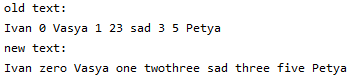 old text:
Ivan 0 Vasya 1 23 sad 3 5 Petya
new text:
Ivan zero Vasya one twothree sad three five Petya